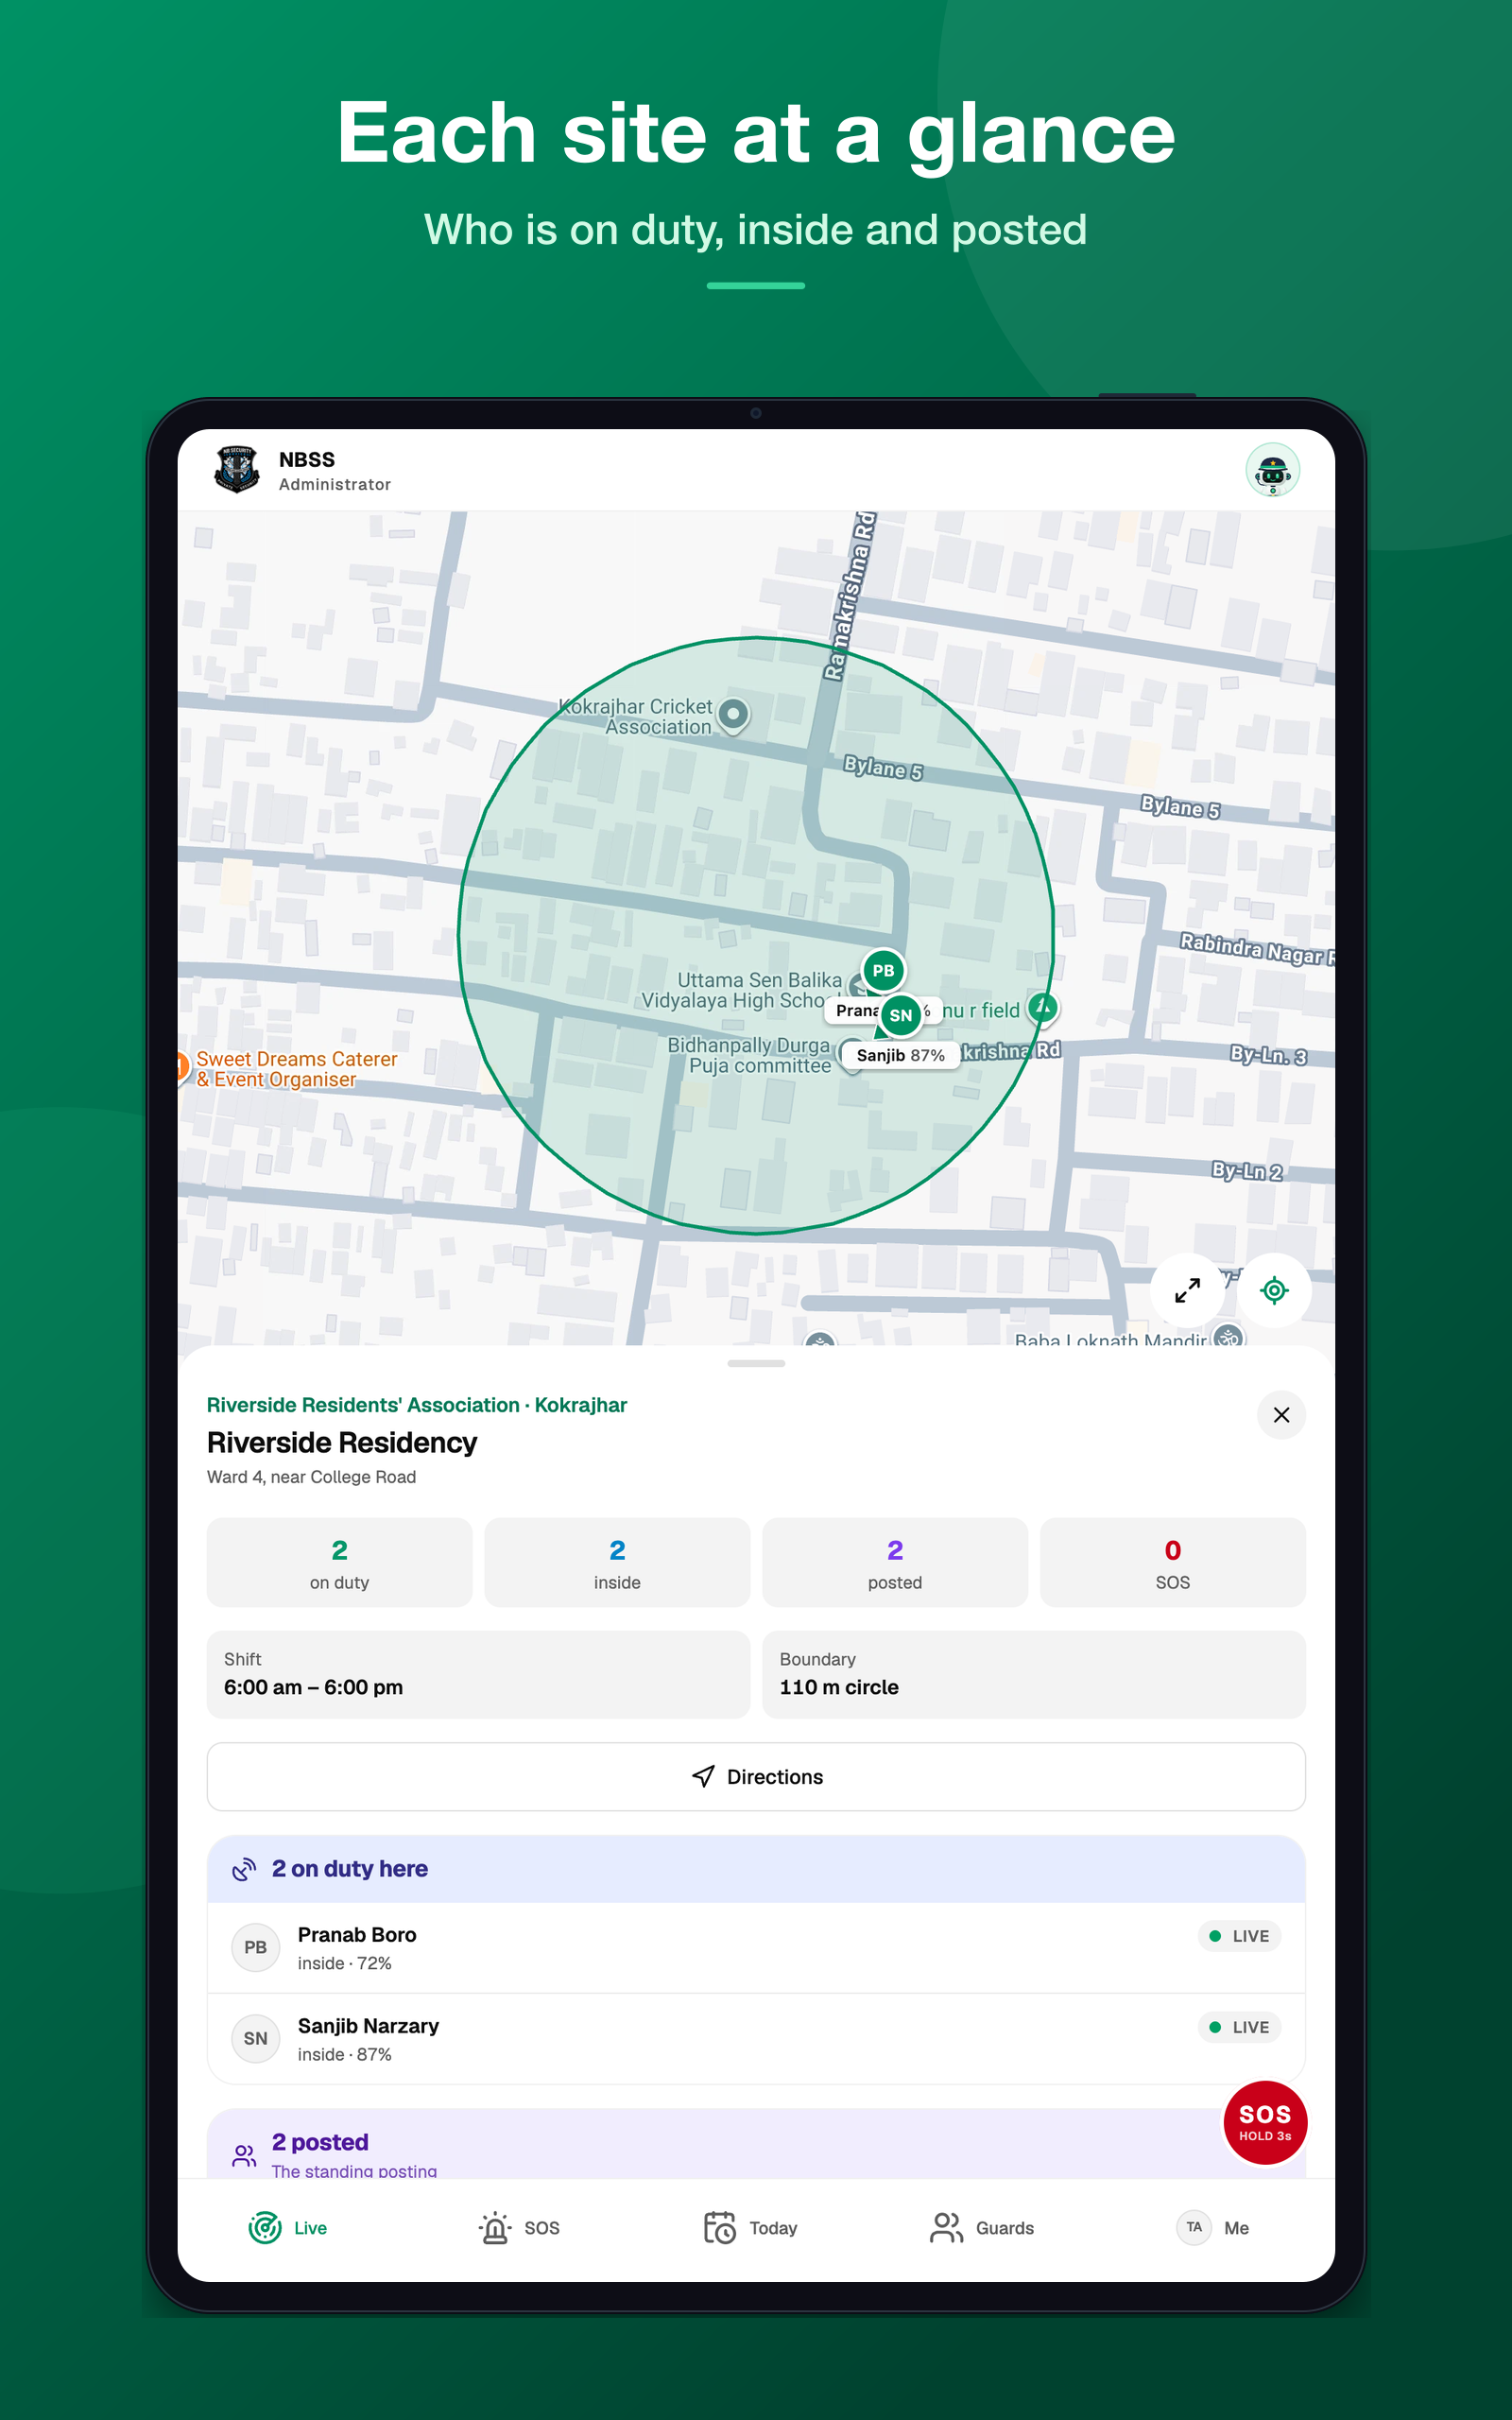 Each site at a glance
Who is on duty, inside and posted
NBSS
Administrator
Ramakrishna Rd
Kokrajhar Cricket
Association
Bylane 5
Bylane 5
Rabindra Nagar R
Uttama Sen Balika
Vidyalaya High School
PB
Prana %
SN
nu r field
Bidhanpally Durga
Puja committee
Sanjib 87%
krishna Rd
By-Ln. 3
Sweet Dreams Caterer
& Event Organiser
By-Ln 2
Baba Loknath Mandir
Riverside Residents' Association · Kokrajhar
Riverside Residency
Ward 4, near College Road
2
on duty
2
inside
2
posted
0
SOS
Shift
6:00 am – 6:00 pm
Boundary
110 m circle
Directions
2 on duty here
PB
Pranab Boro
inside · 72%
LIVE
SN
Sanjib Narzary
inside · 87%
LIVE
2 posted
The standing posting
SOS
HOLD 3s
Live
SOS
Today
Guards
TA
Me